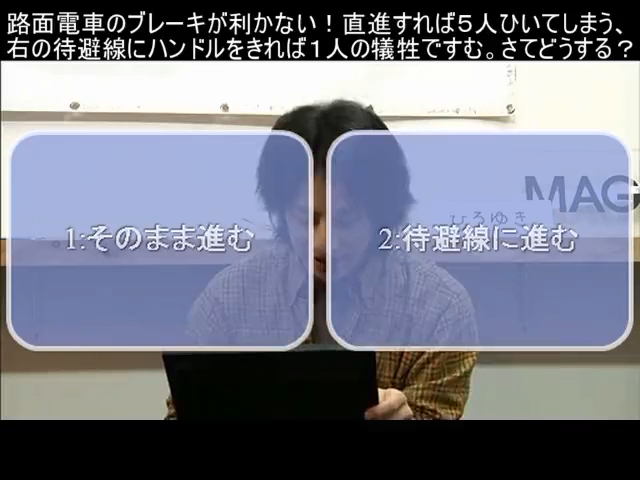 路面電車のブレーキが利かない！直進すれば５人ひいてしまう、
右の待避線にハンドルをきれば１人の犠牲ですむ。さてどうする？
MAG
ひろゆき
1:そのまま進む
2:待避線に進む